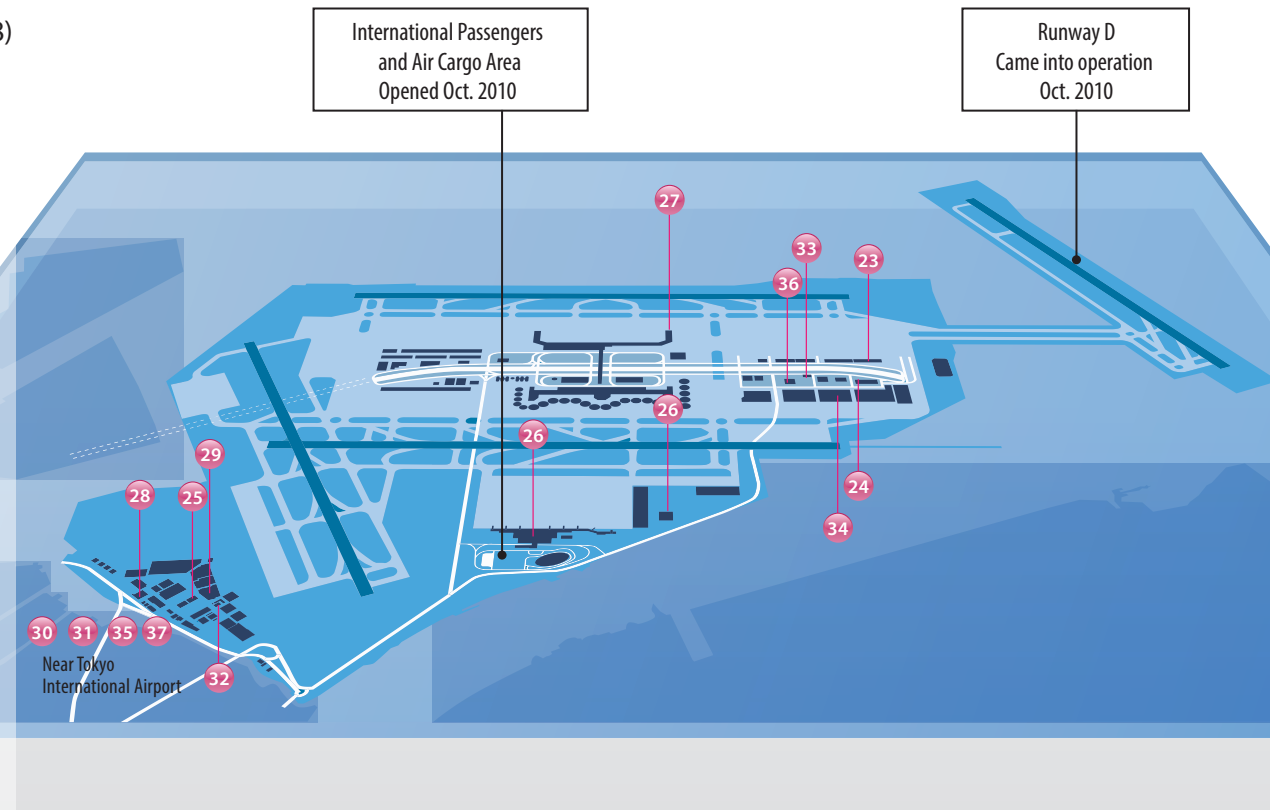 3)
International Passengers
and Air Cargo Area
Opened Oct. 2010
Runway D
Came into operation
Oct. 2010
27
33
23
36
26
26
29
28
25
24
34
30 31 35 37
Near Tokyo
International Airport
32